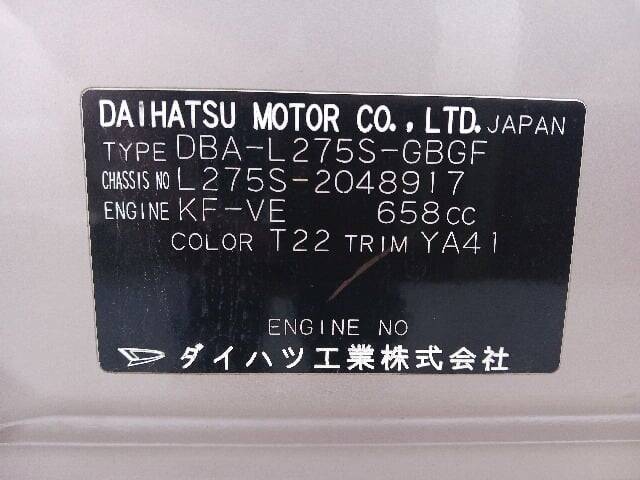 DAIHATSU MOTOR CO., LTD. JAPAN
TYPE DBA-L275S-GBGF
CHASSIS NO L275S-2048917
ENGINE KF-VE 658CC
COLOR T22 TRIM YA41
ENGINE NO
ダイハツ工業株式会社